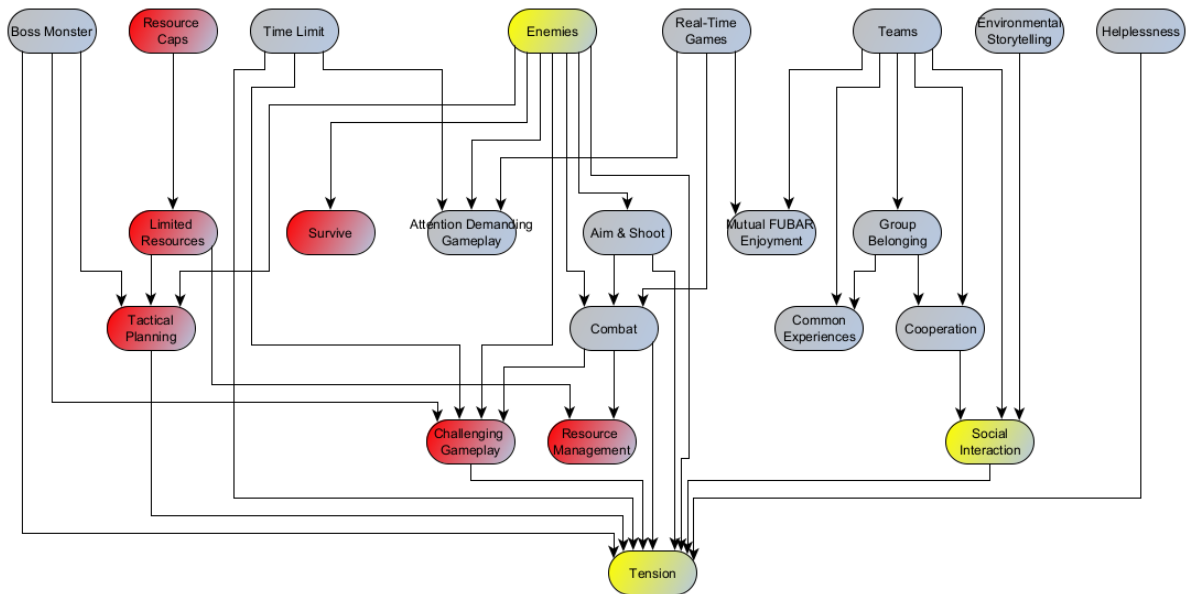 Boss Monster
Resource
Caps
Time Limit
Enemies
Real-Time
Games
Teams
Environmental
Storytelling
Helplessness
Limited
Resources
Survive
Attention Demanding
Gameplay
Aim & Shoot
Mutual FUBAR
Enjoyment
Group
Belonging
Tactical
Planning
Combat
Common
Experiences
Cooperation
Challenging
Gameplay
Resource
Management
Social
Interaction
Tension